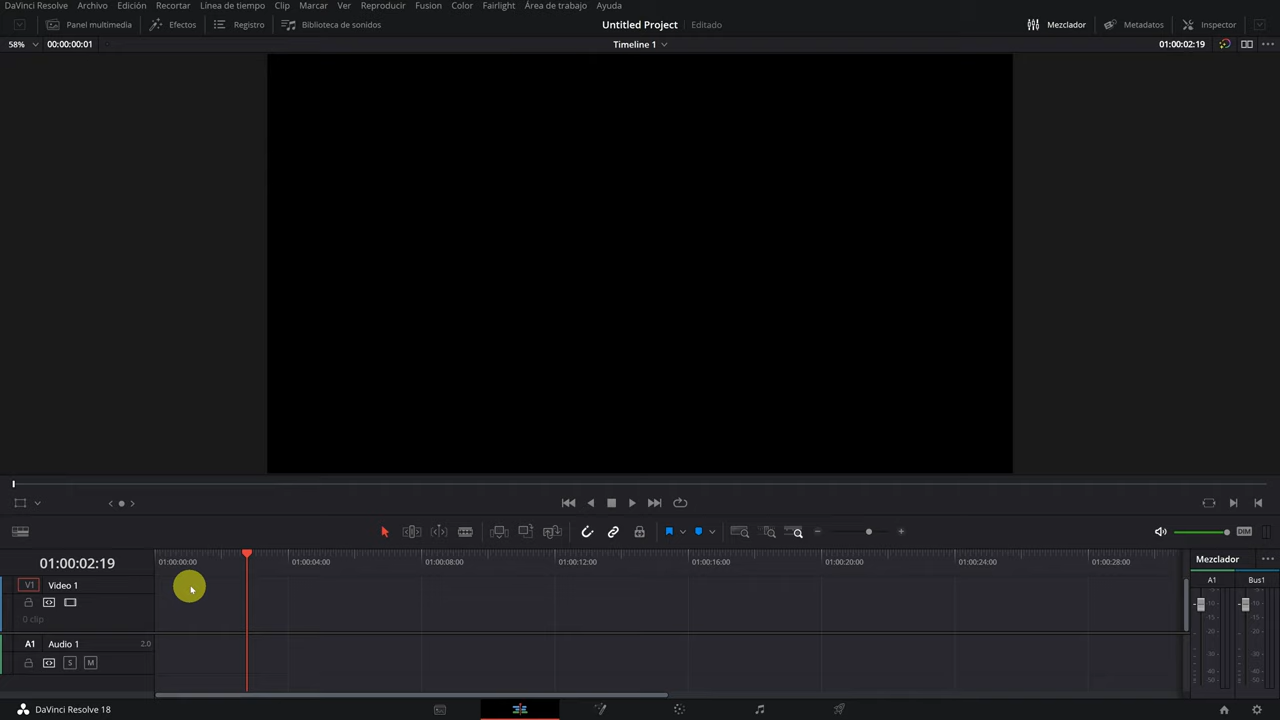 DaVinci Resolve Archivo Edición Recortar Línea de tiempo Clip Marcar Ver Reproducir Fusion Color Fairlight Área de trabajo Ayuda
Panel multimedia Efectos Registro Biblioteca de sonidos Untitled Project Editado Mezclador Metadatos Inspector
58% 00:00:00:01 Timeline 1 01:00:02:19
DIM
01:00:02:19 01:00:00:00 01:00:04:00 01:00:08:00 01:00:12:00 01:00:16:00 01:00:20:00 01:00:24:00 01:00:28:00 Mezclador
V1 Video 1 A1 Bus1
0 clip
A1 Audio 1 2.0
S M
DaVinci Resolve 18